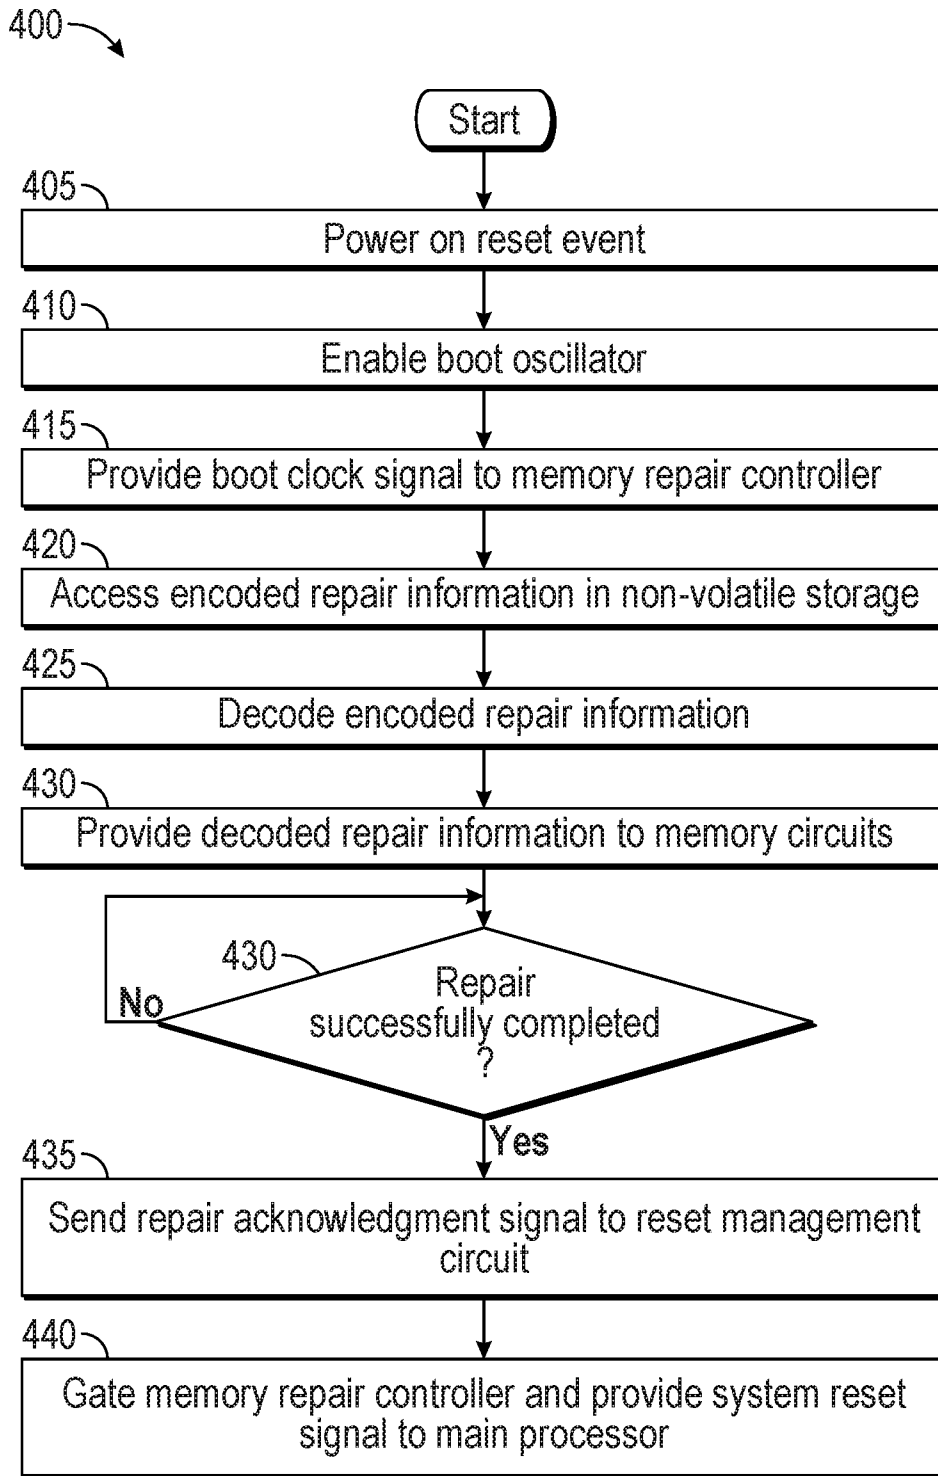 400
Start
405
Power on reset event
410
Enable boot oscillator
415
Provide boot clock signal to memory repair controller
420
Access encoded repair information in non-volatile storage
425
Decode encoded repair information
430
Provide decoded repair information to memory circuits
430
Repair
successfully completed
?
No
Yes
435
Send repair acknowledgment signal to reset management
circuit
440
Gate memory repair controller and provide system reset
signal to main processor